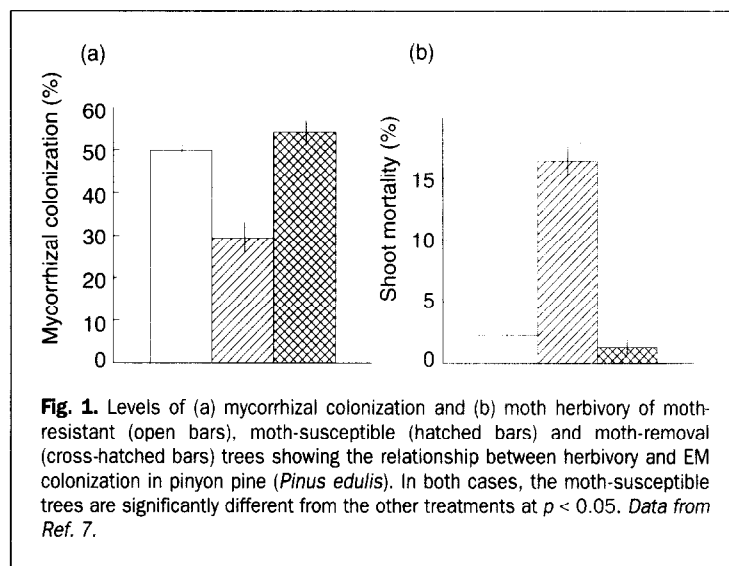 (a)
(b)
Mycorrhizal colonization (%)
60
50
40
30
20
10
0
Shoot mortality (%)
15
10
5
0
Fig. 1. Levels of (a) mycorrhizal colonization and (b) moth herbivory of moth-
resistant (open bars), moth-susceptible (hatched bars) and moth-removal
(cross-hatched bars) trees showing the relationship between herbivory and EM
colonization in pinyon pine (Pinus edulis). In both cases, the moth-susceptible
trees are significantly different from the other treatments at p < 0.05. Data from
Ref. 7.